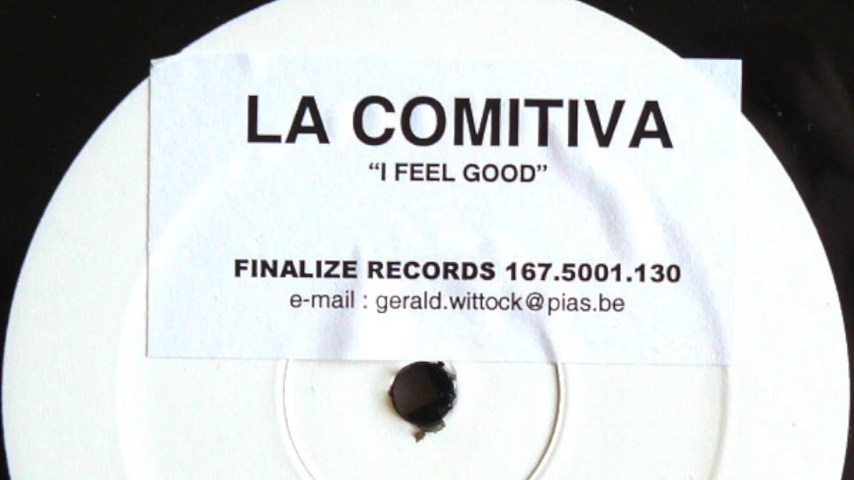 LA COMITIVA
“I FEEL GOOD”
FINALIZE RECORDS 167.5001.130
e-mail : gerald.wittock@pias.be